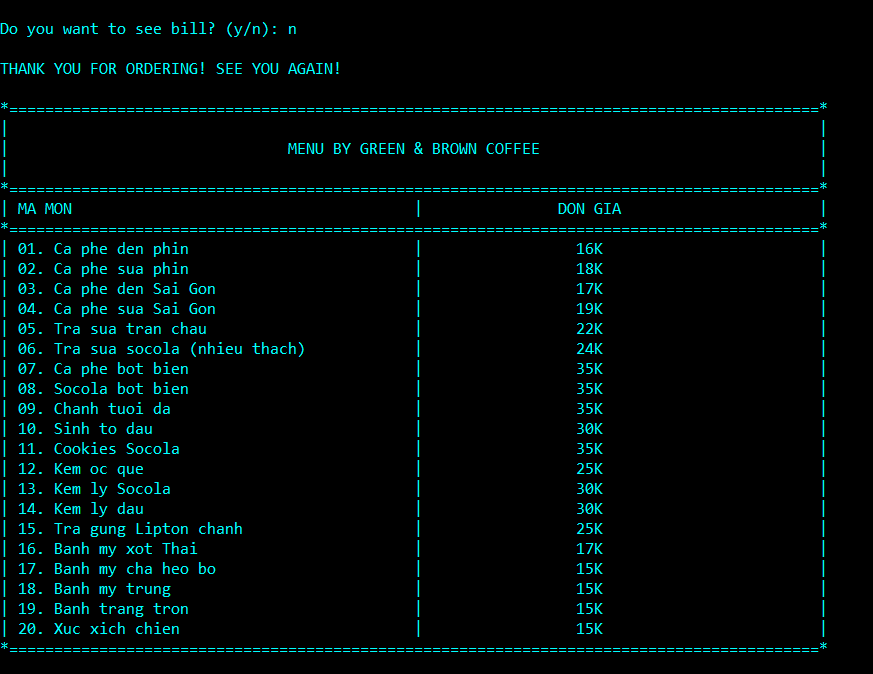 Do you want to see bill? (y/n): n
THANK YOU FOR ORDERING! SEE YOU AGAIN!
MENU BY GREEN & BROWN COFFEE
MA MON | DON GIA
01. Ca phe den phin | 16K
02. Ca phe sua phin | 18K
03. Ca phe den Sai Gon | 17K
04. Ca phe sua Sai Gon | 19K
05. Tra sua tran chau | 22K
06. Tra sua socola (nhieu thach) | 24K
07. Ca phe bot bien | 35K
08. Socola bot bien | 35K
09. Chanh tuoi da | 35K
10. Sinh to dau | 30K
11. Cookies Socola | 35K
12. Kem oc que | 25K
13. Kem ly Socola | 30K
14. Kem ly dau | 30K
15. Tra gung Lipton chanh | 25K
16. Banh my xot Thai | 17K
17. Banh my cha heo bo | 15K
18. Banh my trung | 15K
19. Banh trang tron | 15K
20. Xuc xich chien | 15K